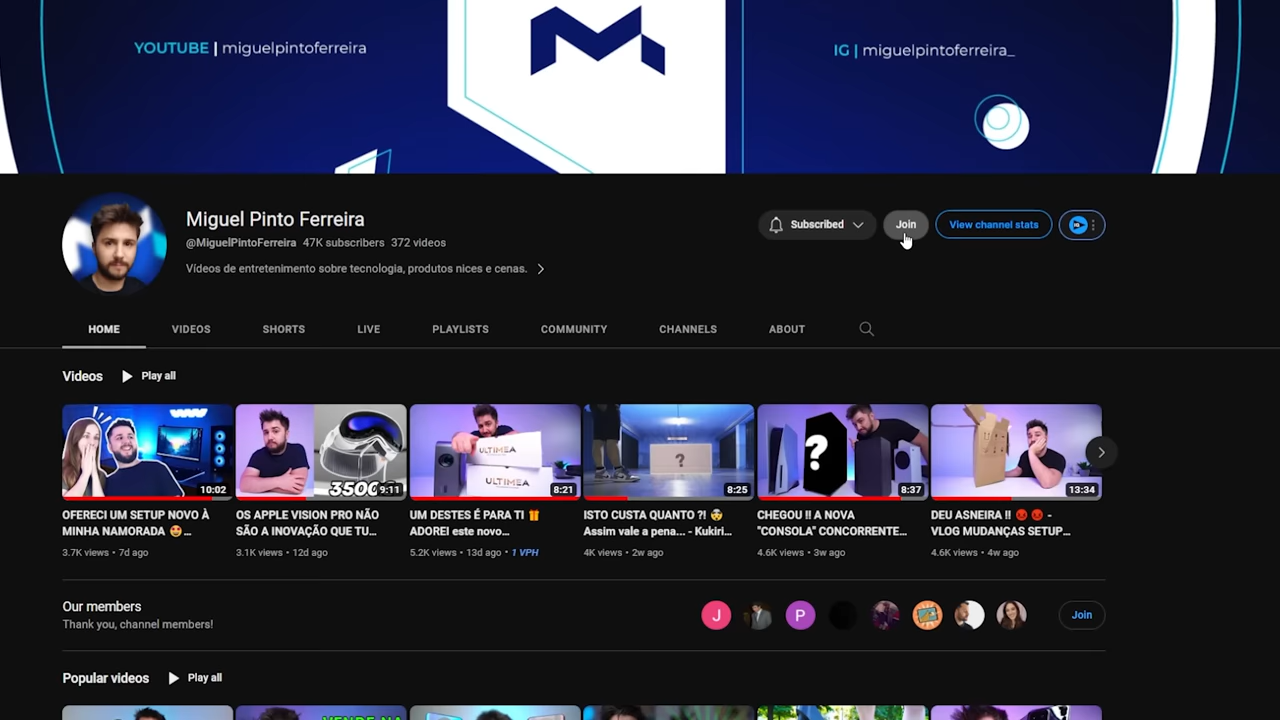 YOUTUBE | miguelpintoferreira
IG | miguelpintoferreira_
Miguel Pinto Ferreira
@MiguelPintoFerreira 47K subscribers 372 videos
Vídeos de entretenimento sobre tecnologia, produtos nices e cenas.
Subscribed
Join
View channel stats
HOME
VIDEOS
SHORTS
LIVE
PLAYLISTS
COMMUNITY
CHANNELS
ABOUT
Videos
Play all
10:02
3500
9:11
ULTIMEA
ULTIMEA
8:21
?
8:25
?
8:37
13:34
OFERECI UM SETUP NOVO À
MINHA NAMORADA 🤩...
3.7K views • 7d ago
OS APPLE VISION PRO NÃO
SÃO A INOVAÇÃO QUE TU...
3.1K views • 12d ago
UM DESTES É PARA TI 🎁
ADOREI este novo...
5.2K views • 13d ago • 1 VPH
ISTO CUSTA QUANTO ?! 🤯
Assim vale a pena... - Kukiri...
4K views • 2w ago
CHEGOU !! A NOVA
"CONSOLA" CONCORRENTE...
4.6K views • 3w ago
DEU ASNEIRA !! 😡 😡 -
VLOG MUDANÇAS SETUP...
4.6K views • 4w ago
Our members
Thank you, channel members!
J
P
Join
Popular videos
Play all